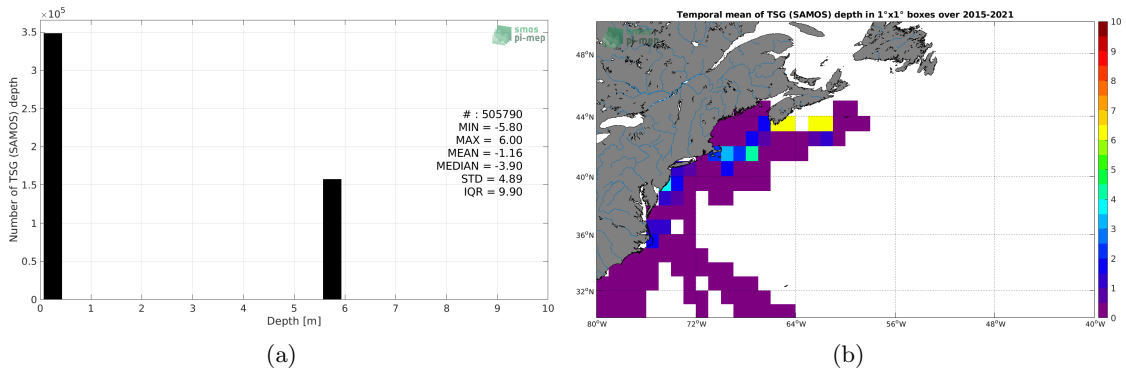 ×10⁵
3.5
3
2.5
2
1.5
1
0.5
0
0 1 2 3 4 5 6 7 8 9 10
Number of TSG (SAMOS) depth
Depth [m]
smos
pi-mep
# : 505790
MIN = -5.80
MAX = 6.00
MEAN = -1.16
MEDIAN = -3.90
STD = 4.89
IQR = 9.90
(a)
Temporal mean of TSG (SAMOS) depth in 1°x1° boxes over 2015-2021
smos
pi-mep
48°N
44°N
40°N
36°N
32°N
80°W 72°W 64°W 56°W 48°W 40°W
10
9
8
7
6
5
4
3
2
1
0
(b)